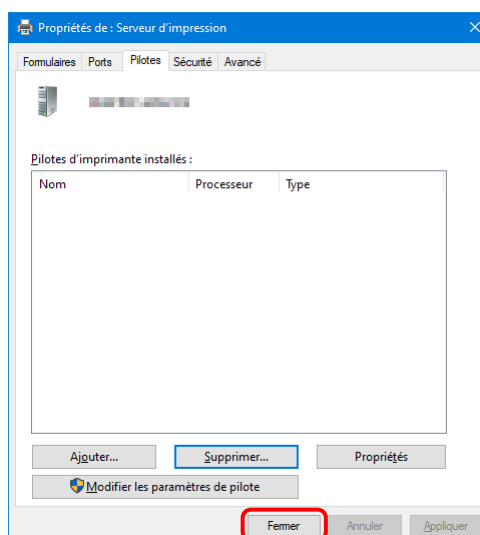 Propriétés de : Serveur d'impression
Formulaires Ports Pilotes Sécurité Avancé
Pilotes d'imprimante installés :
Nom Processeur Type
Ajouter... Supprimer... Propriétés
Modifier les paramètres de pilote
Fermer Annuler Appliquer